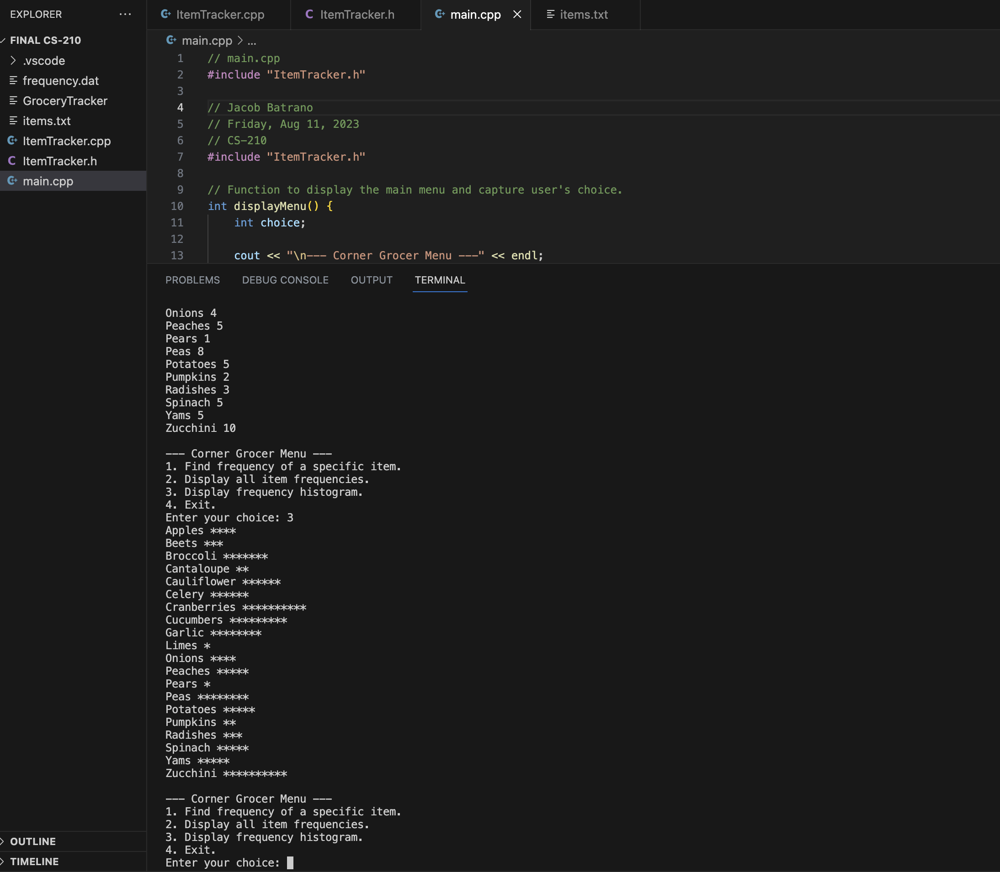 EXPLORER
FINAL CS-210
.vscode
frequency.dat
GroceryTracker
items.txt
ItemTracker.cpp
ItemTracker.h
main.cpp
OUTLINE
TIMELINE
ItemTracker.cpp ItemTracker.h main.cpp items.txt
main.cpp > ...
1 // main.cpp
2 #include "ItemTracker.h"
3
4 // Jacob Batrano
5 // Friday, Aug 11, 2023
6 // CS-210
7 #include "ItemTracker.h"
8
9 // Function to display the main menu and capture user's choice.
10 int displayMenu() {
11 int choice;
12
13 cout << "\n--- Corner Grocer Menu ---" << endl;
PROBLEMS DEBUG CONSOLE OUTPUT TERMINAL
Onions 4
Peaches 5
Pears 1
Peas 8
Potatoes 5
Pumpkins 2
Radishes 3
Spinach 5
Yams 5
Zucchini 10
--- Corner Grocer Menu ---
1. Find frequency of a specific item.
2. Display all item frequencies.
3. Display frequency histogram.
4. Exit.
Enter your choice: 3
Apples ****
Beets ***
Broccoli *******
Cantaloupe **
Cauliflower ******
Celery ******
Cranberries **********
Cucumbers *********
Garlic ********
Limes *
Onions ****
Peaches *****
Pears *
Peas ********
Potatoes *****
Pumpkins **
Radishes ***
Spinach *****
Yams *****
Zucchini **********
--- Corner Grocer Menu ---
1. Find frequency of a specific item.
2. Display all item frequencies.
3. Display frequency histogram.
4. Exit.
Enter your choice: